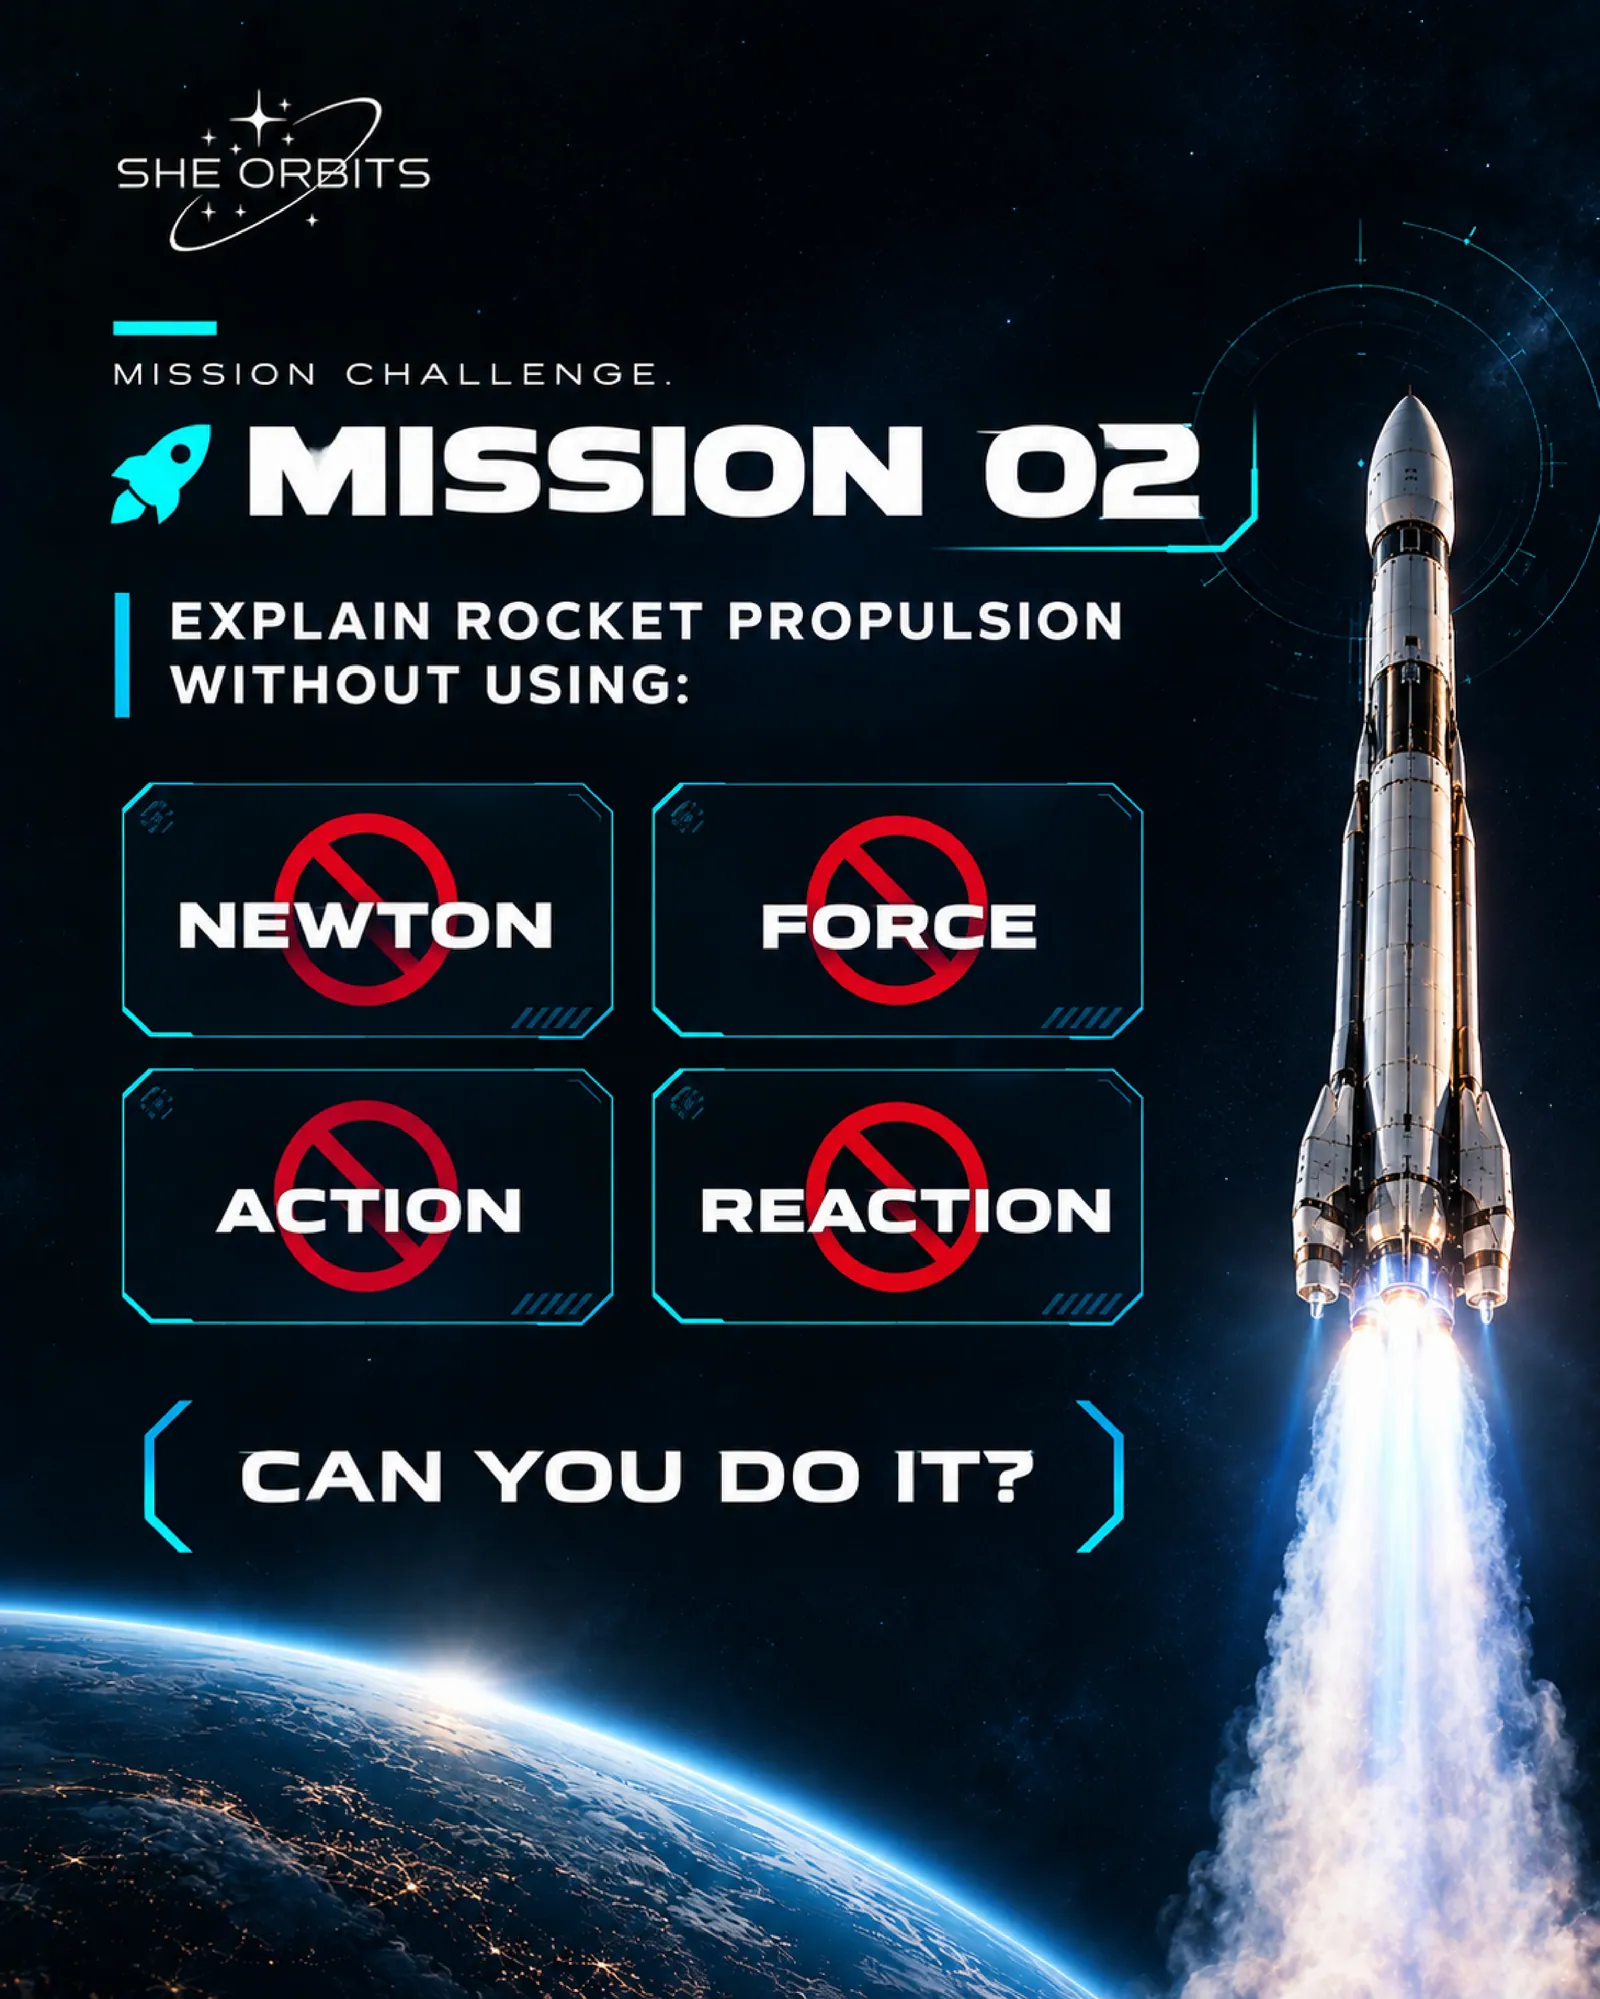 SHE ORBITS
MISSION CHALLENGE.
MISSION 02
EXPLAIN ROCKET PROPULSION
WITHOUT USING:
NEWTON
FORCE
ACTION
REACTION
CAN YOU DO IT?